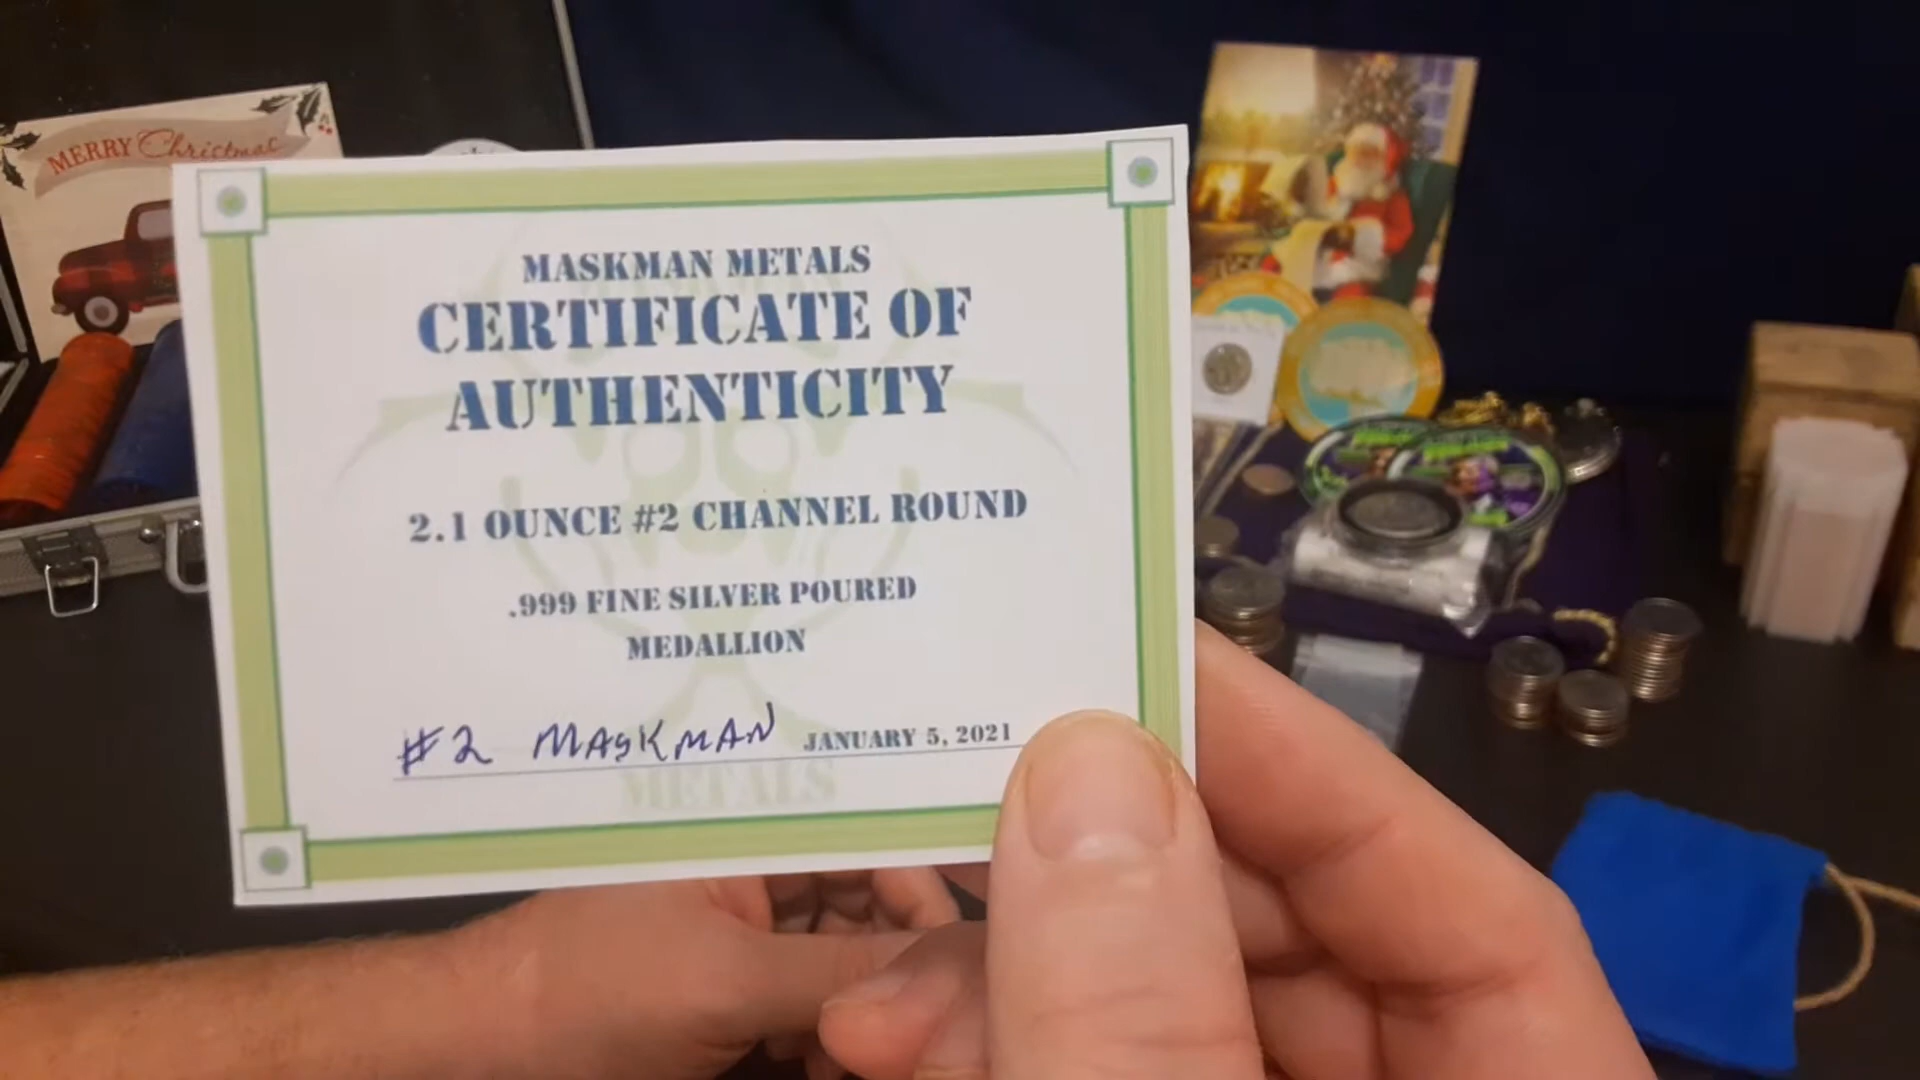 MERRY Christmas
MASKMAN METALS
CERTIFICATE OF
AUTHENTICITY
2.1 OUNCE #2 CHANNEL ROUND
.999 FINE SILVER POURED
MEDALLION
#2 MASKMAN JANUARY 5, 2021
METALS